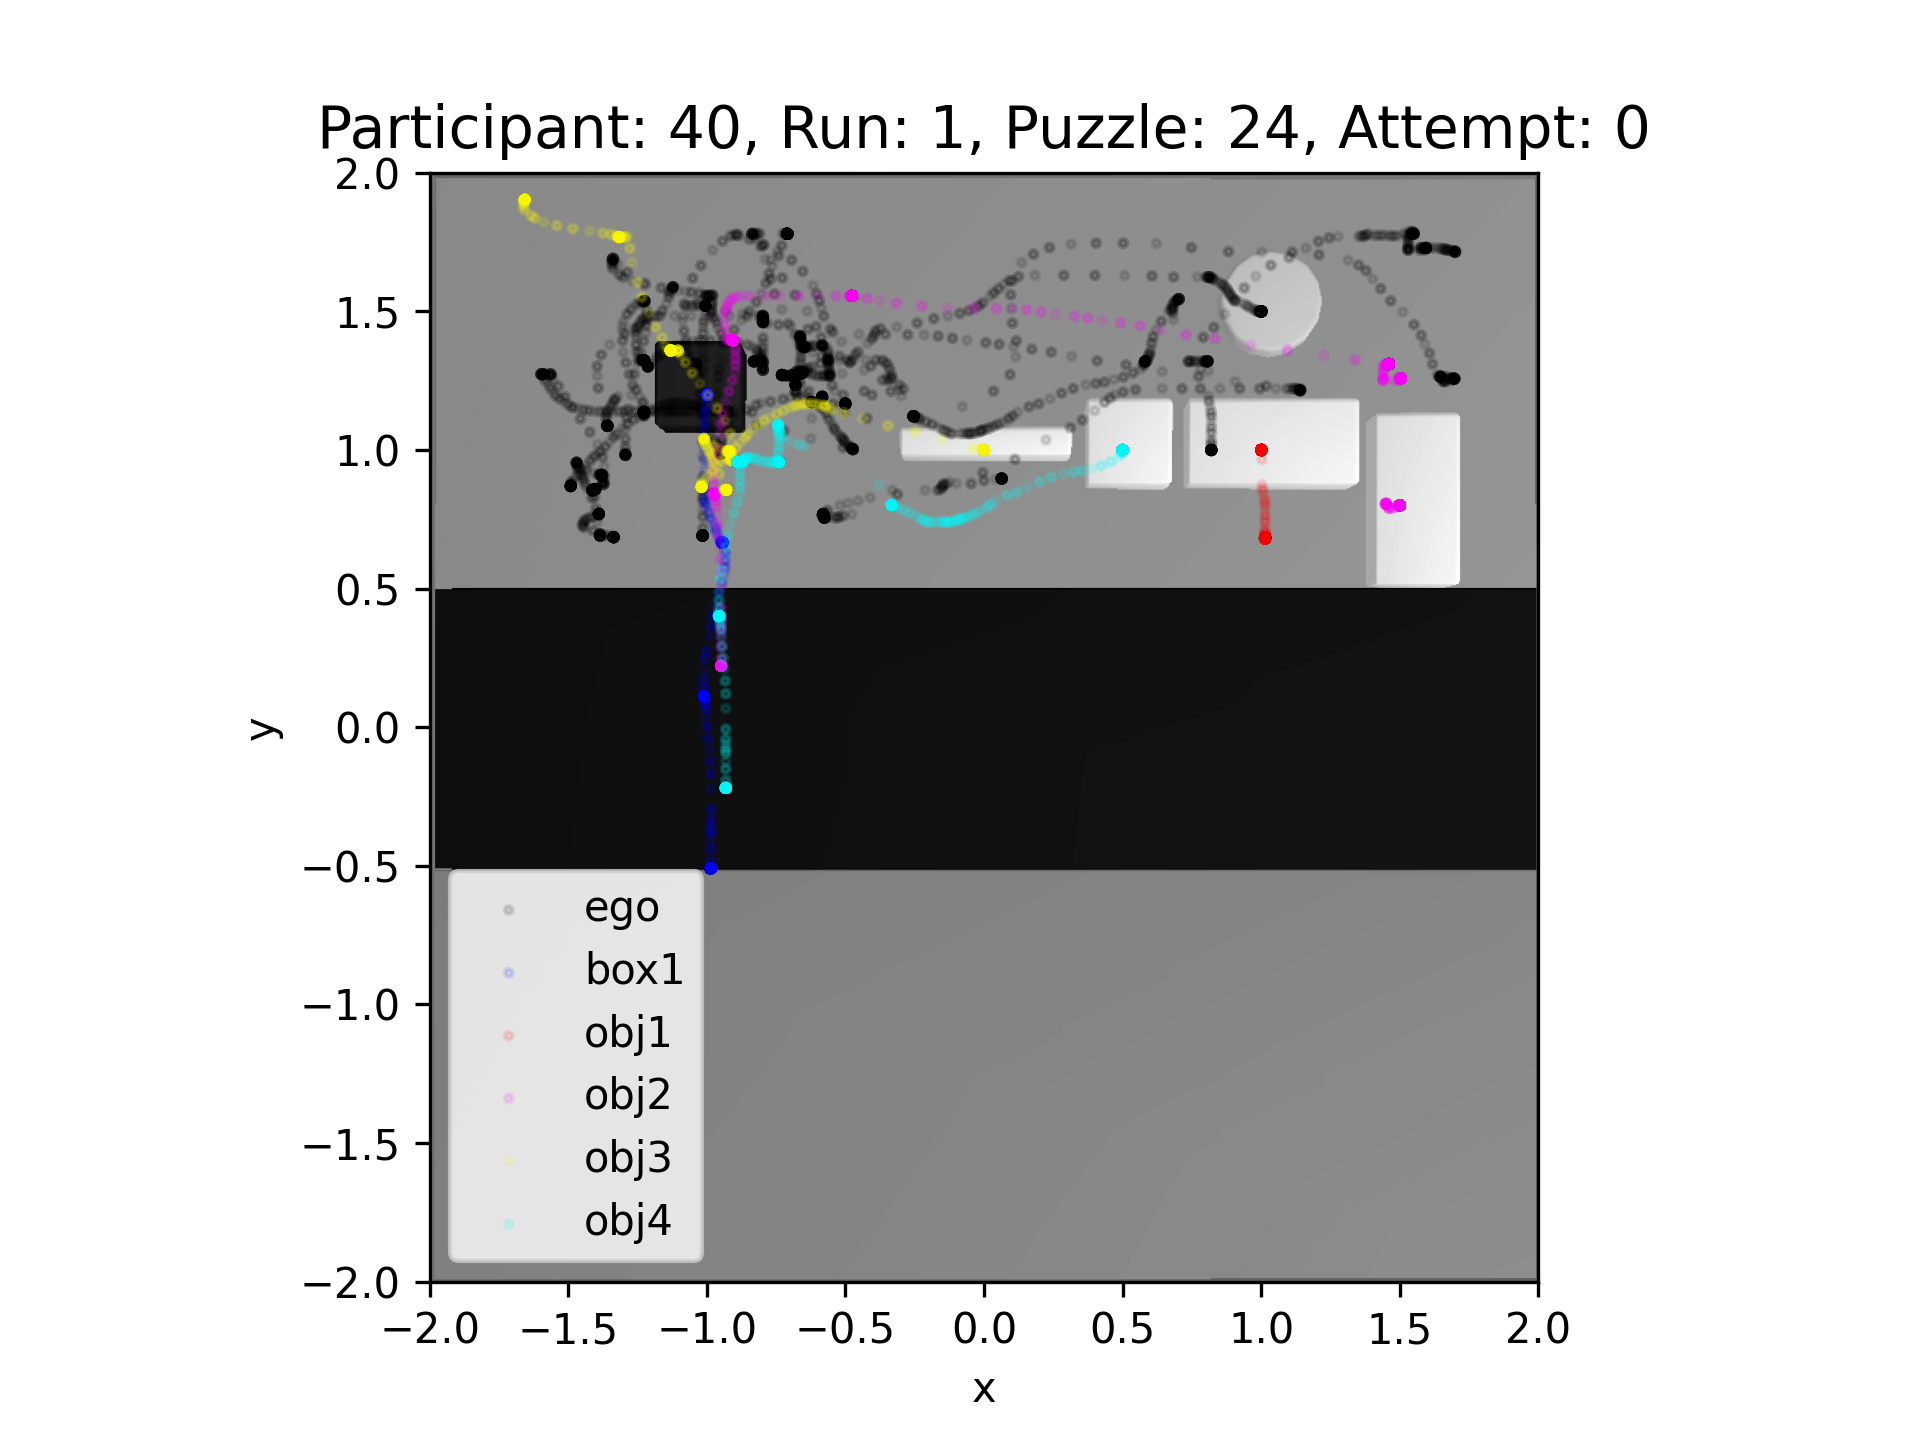 Participant: 40, Run: 1, Puzzle: 24, Attempt: 0
2.0
1.5
1.0
0.5
0.0
−0.5
−1.0
−1.5
−2.0
y
ego
box1
obj1
obj2
obj3
obj4
−2.0 −1.5 −1.0 −0.5 0.0 0.5 1.0 1.5 2.0
x